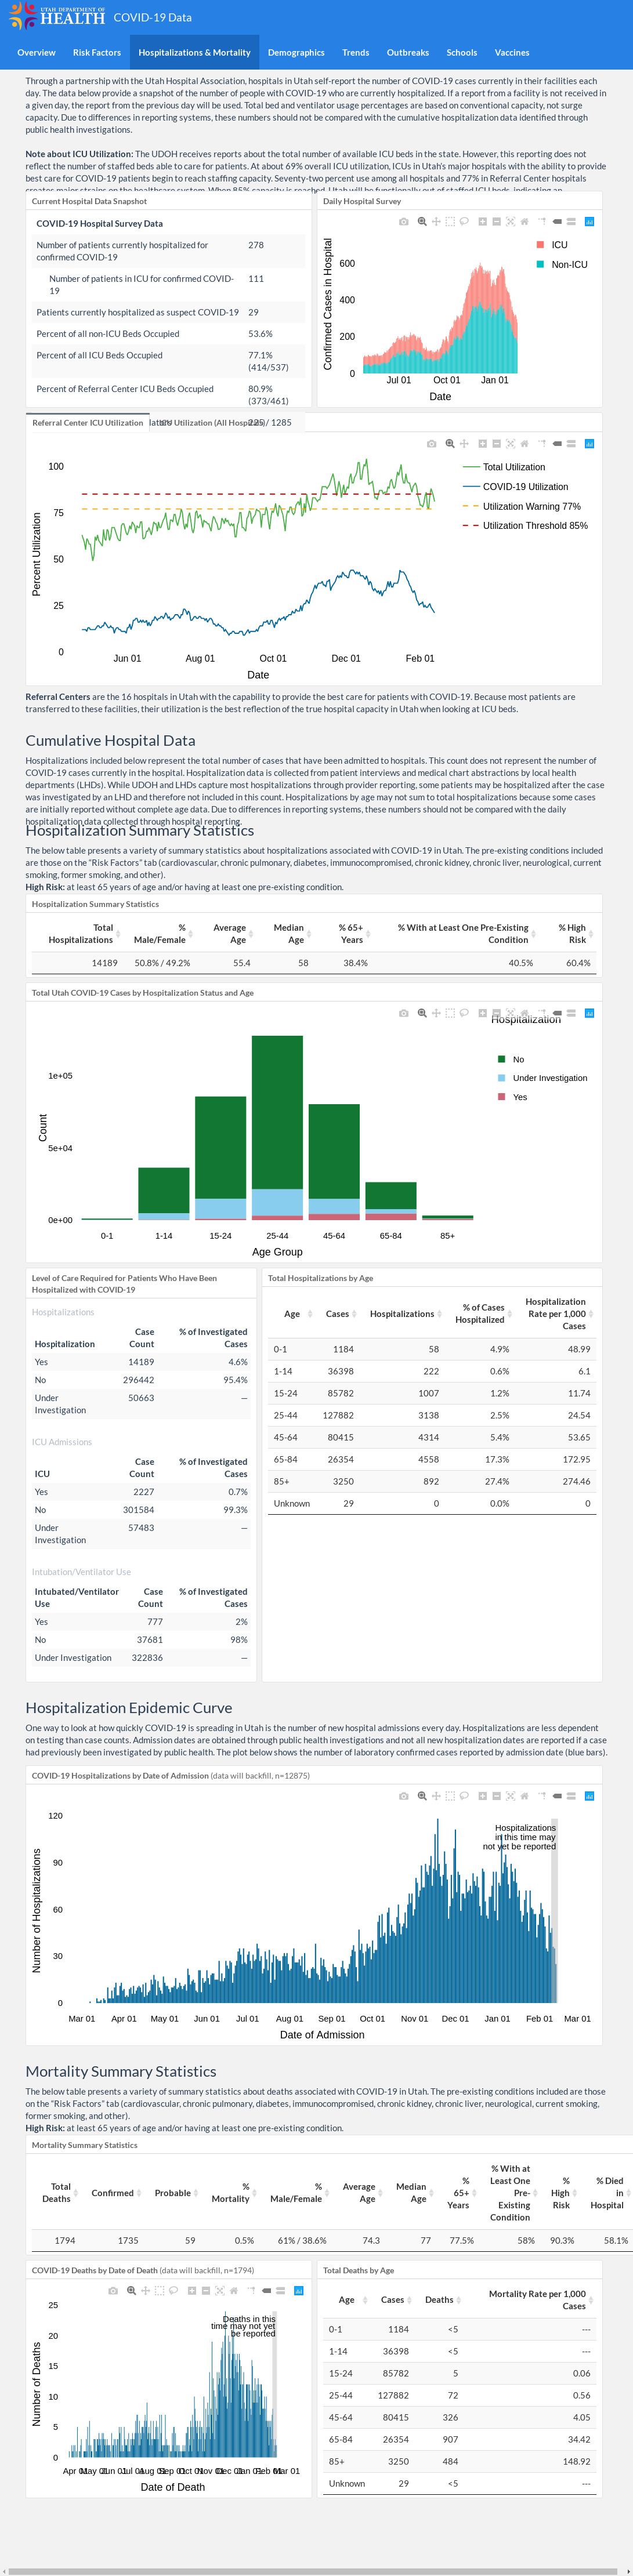 UTAH DEPARTMENT OF
HEALTH COVID-19 Data
Overview Risk Factors Hospitalizations & Mortality Demographics Trends Outbreaks Schools Vaccines
Through a partnership with the Utah Hospital Association, hospitals in Utah self-report the number of COVID-19 cases currently in their facilities each
day. The data below provide a snapshot of the number of people with COVID-19 who are currently hospitalized. If a report from a facility is not received in
a given day, the report from the previous day will be used. Total bed and ventilator usage percentages are based on conventional capacity, not surge
capacity. Due to differences in reporting systems, these numbers should not be compared with the cumulative hospitalization data identified through
public health investigations.
Note about ICU Utilization: The UDOH receives reports about the total number of available ICU beds in the state. However, this reporting does not
reflect the number of staffed beds able to care for patients. At about 69% overall ICU utilization, ICUs in Utah's major hospitals with the ability to provide
best care for COVID-19 patients begin to reach staffing capacity. Seventy-two percent use among all hospitals and 77% in Referral Center hospitals
creates major strains on the healthcare system. When 85% capacity is reached, Utah will be functionally out of staffed ICU beds, indicating an
Current Hospital Data Snapshot
COVID-19 Hospital Survey Data
Number of patients currently hospitalized for
confirmed COVID-19
278
Number of patients in ICU for confirmed COVID-
19
111
Patients currently hospitalized as suspect COVID-19 29
Percent of all non-ICU Beds Occupied 53.6%
Percent of all ICU Beds Occupied 77.1%
(414/537)
Percent of Referral Center ICU Beds Occupied 80.9%
(373/461)
225 / 1285
Daily Hospital Survey
Confirmed Cases in Hospital
600
400
200
0
Jul 01 Oct 01 Jan 01
Date
ICU
Non-ICU
Referral Center ICU Utilization ICU Utilization (All Hospitals)
Percent Utilization
100
75
50
25
0
Jun 01 Aug 01 Oct 01 Dec 01 Feb 01
Date
Total Utilization
COVID-19 Utilization
Utilization Warning 77%
Utilization Threshold 85%
Referral Centers are the 16 hospitals in Utah with the capability to provide the best care for patients with COVID-19. Because most patients are
transferred to these facilities, their utilization is the best reflection of the true hospital capacity in Utah when looking at ICU beds.
Cumulative Hospital Data
Hospitalizations included below represent the total number of cases that have been admitted to hospitals. This count does not represent the number of
COVID-19 cases currently in the hospital. Hospitalization data is collected from patient interviews and medical chart abstractions by local health
departments (LHDs). While UDOH and LHDs capture most hospitalizations through provider reporting, some patients may be hospitalized after the case
was investigated by an LHD and therefore not included in this count. Hospitalizations by age may not sum to total hospitalizations because some cases
are initially reported without complete age data. Due to differences in reporting systems, these numbers should not be compared with the daily
hospitalization data collected through hospital reporting.
Hospitalization Summary Statistics
The below table presents a variety of summary statistics about hospitalizations associated with COVID-19 in Utah. The pre-existing conditions included
are those on the "Risk Factors" tab (cardiovascular, chronic pulmonary, diabetes, immunocompromised, chronic kidney, chronic liver, neurological, current
smoking, former smoking, and other).
High Risk: at least 65 years of age and/or having at least one pre-existing condition.
Hospitalization Summary Statistics
Total
Hospitalizations
%
Male/Female
Average
Age
Median
Age
% 65+
Years
% With at Least One Pre-Existing
Condition
% High
Risk
14189 50.8% / 49.2% 55.4 58 38.4% 40.5% 60.4%
Total Utah COVID-19 Cases by Hospitalization Status and Age
Count
1e+05
5e+04
0e+00
0-1 1-14 15-24 25-44 45-64 65-84 85+
Age Group
Hospitalization
No
Under Investigation
Yes
Level of Care Required for Patients Who Have Been
Hospitalized with COVID-19
Hospitalizations
Hospitalization
Case
Count
% of Investigated
Cases
Yes 14189 4.6%
No 296442 95.4%
Under
Investigation
50663 —
ICU Admissions
ICU
Case
Count
% of Investigated
Cases
Yes 2227 0.7%
No 301584 99.3%
Under
Investigation
57483 —
Intubation/Ventilator Use
Intubated/Ventilator
Use
Case
Count
% of Investigated
Cases
Yes 777 2%
No 37681 98%
Under Investigation 322836 —
Total Hospitalizations by Age
Age Cases Hospitalizations
% of Cases
Hospitalized
Hospitalization
Rate per 1,000
Cases
0-1 1184 58 4.9% 48.99
1-14 36398 222 0.6% 6.1
15-24 85782 1007 1.2% 11.74
25-44 127882 3138 2.5% 24.54
45-64 80415 4314 5.4% 53.65
65-84 26354 4558 17.3% 172.95
85+ 3250 892 27.4% 274.46
Unknown 29 0 0.0% 0
Hospitalization Epidemic Curve
One way to look at how quickly COVID-19 is spreading in Utah is the number of new hospital admissions every day. Hospitalizations are less dependent
on testing than case counts. Admission dates are obtained through public health investigations and not all new hospitalization dates are reported if a case
had previously been investigated by public health. The plot below shows the number of laboratory confirmed cases reported by admission date (blue bars).
COVID-19 Hospitalizations by Date of Admission (data will backfill, n=12875)
Number of Hospitalizations
120
90
60
30
0
Hospitalizations
in this time may
not yet be reported
Mar 01 Apr 01 May 01 Jun 01 Jul 01 Aug 01 Sep 01 Oct 01 Nov 01 Dec 01 Jan 01 Feb 01 Mar 01
Date of Admission
Mortality Summary Statistics
The below table presents a variety of summary statistics about deaths associated with COVID-19 in Utah. The pre-existing conditions included are those
on the "Risk Factors" tab (cardiovascular, chronic pulmonary, diabetes, immunocompromised, chronic kidney, chronic liver, neurological, current smoking,
former smoking, and other).
High Risk: at least 65 years of age and/or having at least one pre-existing condition.
Mortality Summary Statistics
Total
Deaths
Confirmed Probable
%
Mortality
%
Male/Female
Average
Age
Median
Age
%
65+
Years
% With at
Least One
Pre-
Existing
Condition
%
High
Risk
% Died
in
Hospital
1794 1735 59 0.5% 61% / 38.6% 74.3 77 77.5% 58% 90.3% 58.1%
COVID-19 Deaths by Date of Death (data will backfill, n=1794)
Number of Deaths
25
20
15
10
5
0
Deaths in this
time may not yet
be reported
Apr 01 May 01 Jun 01 Jul 01 Aug 01 Sep 01 Oct 01 Nov 01 Dec 01 Jan 01 Feb 01 Mar 01
Date of Death
Total Deaths by Age
Age Cases Deaths
Mortality Rate per 1,000
Cases
0-1 1184 <5 ---
1-14 36398 <5 ---
15-24 85782 5 0.06
25-44 127882 72 0.56
45-64 80415 326 4.05
65-84 26354 907 34.42
85+ 3250 484 148.92
Unknown 29 <5 ---